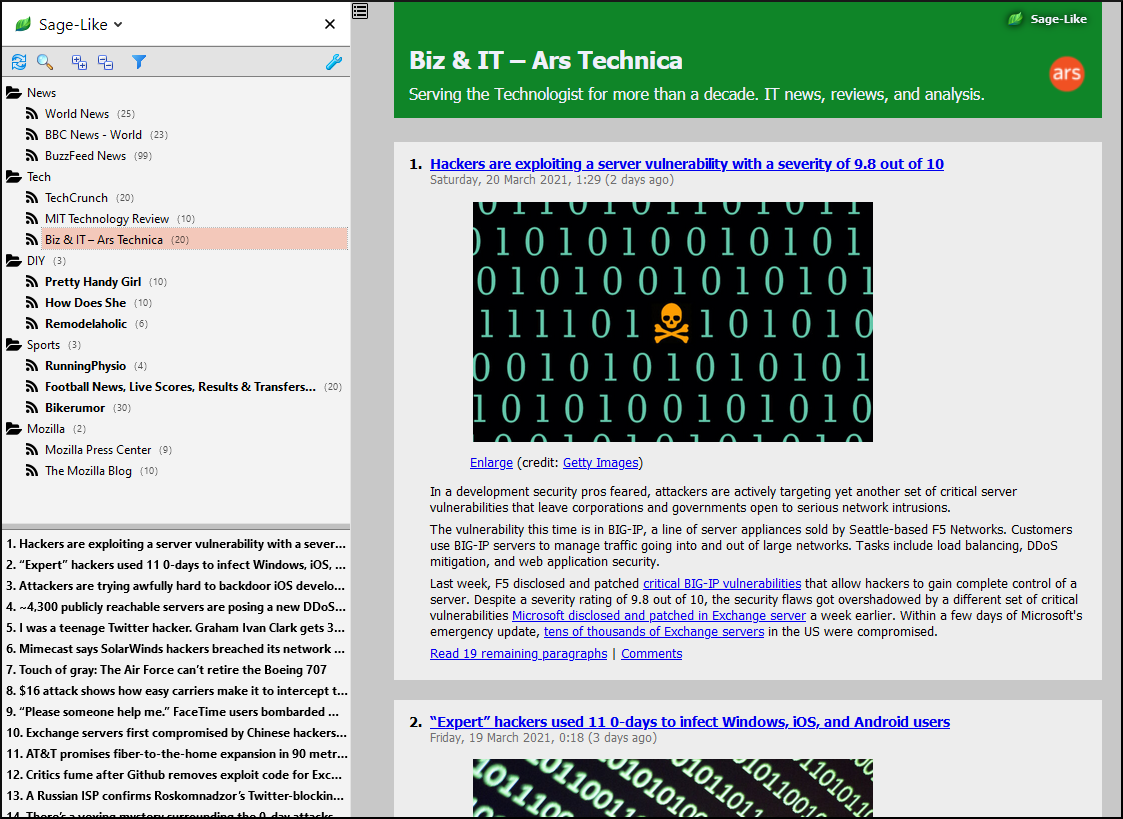 Sage-Like
News
World News (25)
BBC News - World (23)
BuzzFeed News (99)
Tech
TechCrunch (20)
MIT Technology Review (10)
Biz & IT – Ars Technica (20)
DIY (3)
Pretty Handy Girl (10)
How Does She (10)
Remodelaholic (6)
Sports (3)
RunningPhysio (4)
Football News, Live Scores, Results & Transfers... (20)
Bikerumor (30)
Mozilla (2)
Mozilla Press Center (9)
The Mozilla Blog (10)
1. Hackers are exploiting a server vulnerability with a sever...
2. “Expert” hackers used 11 0-days to infect Windows, iOS, ...
3. Attackers are trying awfully hard to backdoor iOS develo...
4. ~4,300 publicly reachable servers are posing a new DDoS...
5. I was a teenage Twitter hacker. Graham Ivan Clark gets 3...
6. Mimecast says SolarWinds hackers breached its network ...
7. Touch of gray: The Air Force can’t retire the Boeing 707
8. $16 attack shows how easy carriers make it to intercept t...
9. “Please someone help me.” FaceTime users bombarded ...
10. Exchange servers first compromised by Chinese hackers...
11. AT&T promises fiber-to-the-home expansion in 90 metr...
12. Critics fume after Github removes exploit code for Exc...
13. A Russian ISP confirms Roskomnadzor’s Twitter-blockin...
14. There’s a vexing mystery surrounding the 0-day attacks
Sage-Like
Biz & IT – Ars Technica
ars
Serving the Technologist for more than a decade. IT news, reviews, and analysis.
1. Hackers are exploiting a server vulnerability with a severity of 9.8 out of 10
Saturday, 20 March 2021, 1:29 (2 days ago)
Enlarge (credit: Getty Images)
In a development security pros feared, attackers are actively targeting yet another set of critical server
vulnerabilities that leave corporations and governments open to serious network intrusions.
The vulnerability this time is in BIG-IP, a line of server appliances sold by Seattle-based F5 Networks. Customers
use BIG-IP servers to manage traffic going into and out of large networks. Tasks include load balancing, DDoS
mitigation, and web application security.
Last week, F5 disclosed and patched critical BIG-IP vulnerabilities that allow hackers to gain complete control of a
server. Despite a severity rating of 9.8 out of 10, the security flaws got overshadowed by a different set of critical
vulnerabilities Microsoft disclosed and patched in Exchange server a week earlier. Within a few days of Microsoft's
emergency update, tens of thousands of Exchange servers in the US were compromised.
Read 19 remaining paragraphs | Comments
2. “Expert” hackers used 11 0-days to infect Windows, iOS, and Android users
Friday, 19 March 2021, 0:18 (3 days ago)